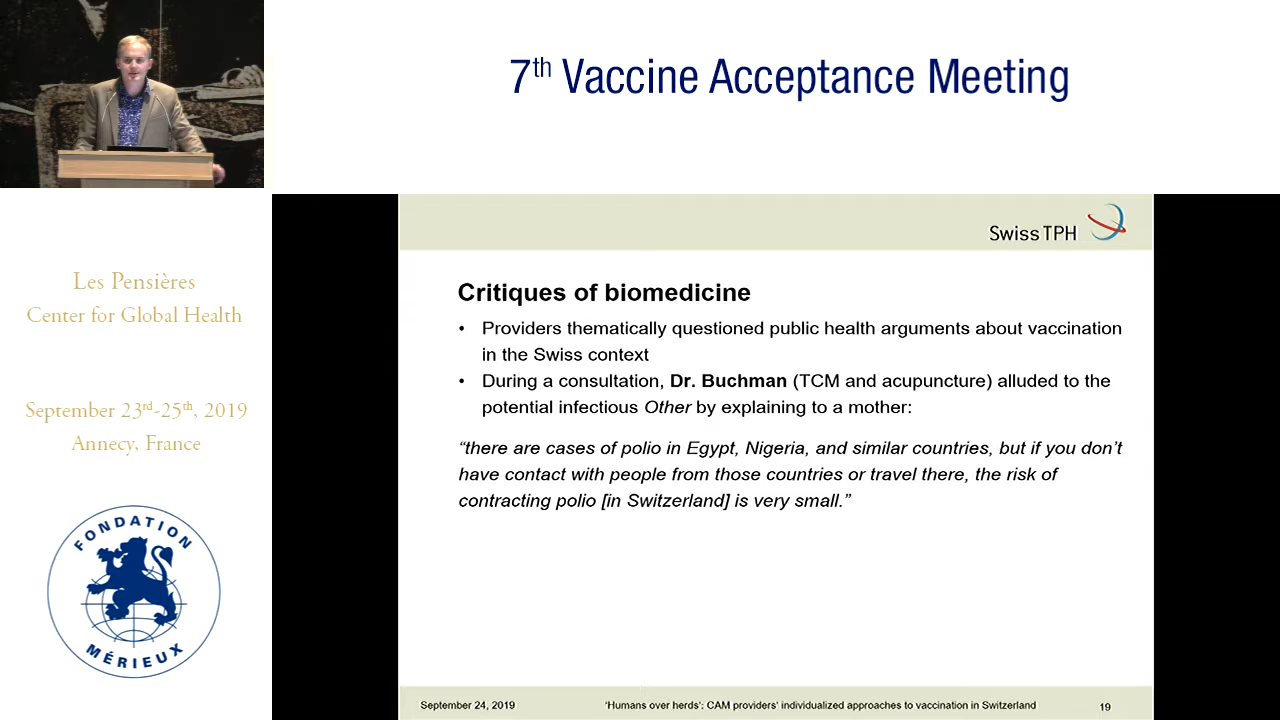 7th Vaccine Acceptance Meeting
Les Pensières
Center for Global Health
September 23rd-25th, 2019
Annecy, France
FONDATION
MÉRIEUX
Swiss TPH
Critiques of biomedicine
• Providers thematically questioned public health arguments about vaccination
in the Swiss context
• During a consultation, Dr. Buchman (TCM and acupuncture) alluded to the
potential infectious Other by explaining to a mother:
“there are cases of polio in Egypt, Nigeria, and similar countries, but if you don’t
have contact with people from those countries or travel there, the risk of
contracting polio [in Switzerland] is very small.”
September 24, 2019
‘Humans over herds’: CAM providers’ individualized approaches to vaccination in Switzerland
19